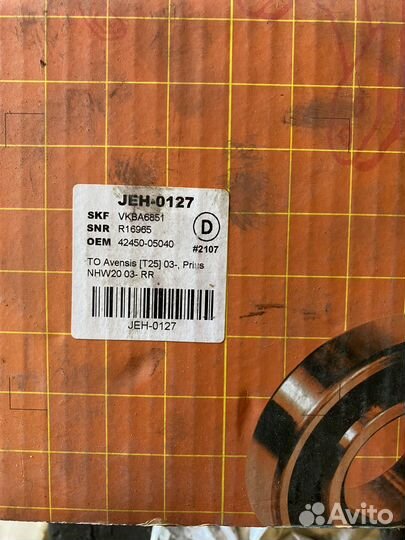 JEH-0127
SKF VKBA6851
SNR R16965
OEM 42450-05040
D
#2107
TO Avensis [T25] 03-, Prius
NHW20 03- RR
JEH-0127
Avito